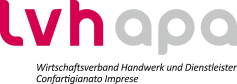 lvh apa
Wirtschaftsverband Handwerk und Dienstleister
Confartigianato Imprese